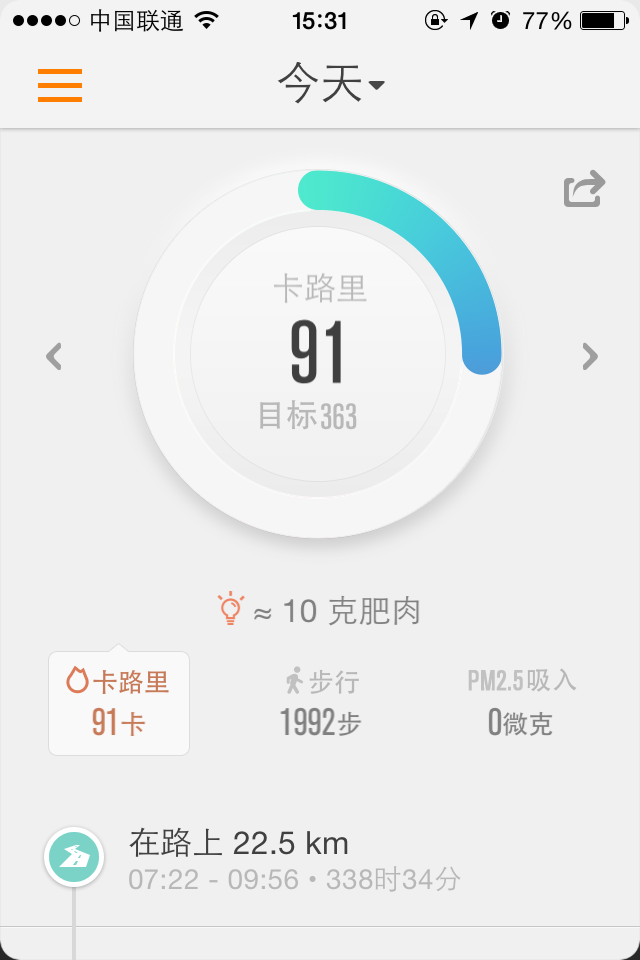 中国联通 15:31 77%
今天
卡路里
91
目标363
≈ 10 克肥肉
卡路里 步行 PM2.5吸入
91卡 1992步 0微克
在路上 22.5 km
07:22 - 09:56 • 338时34分